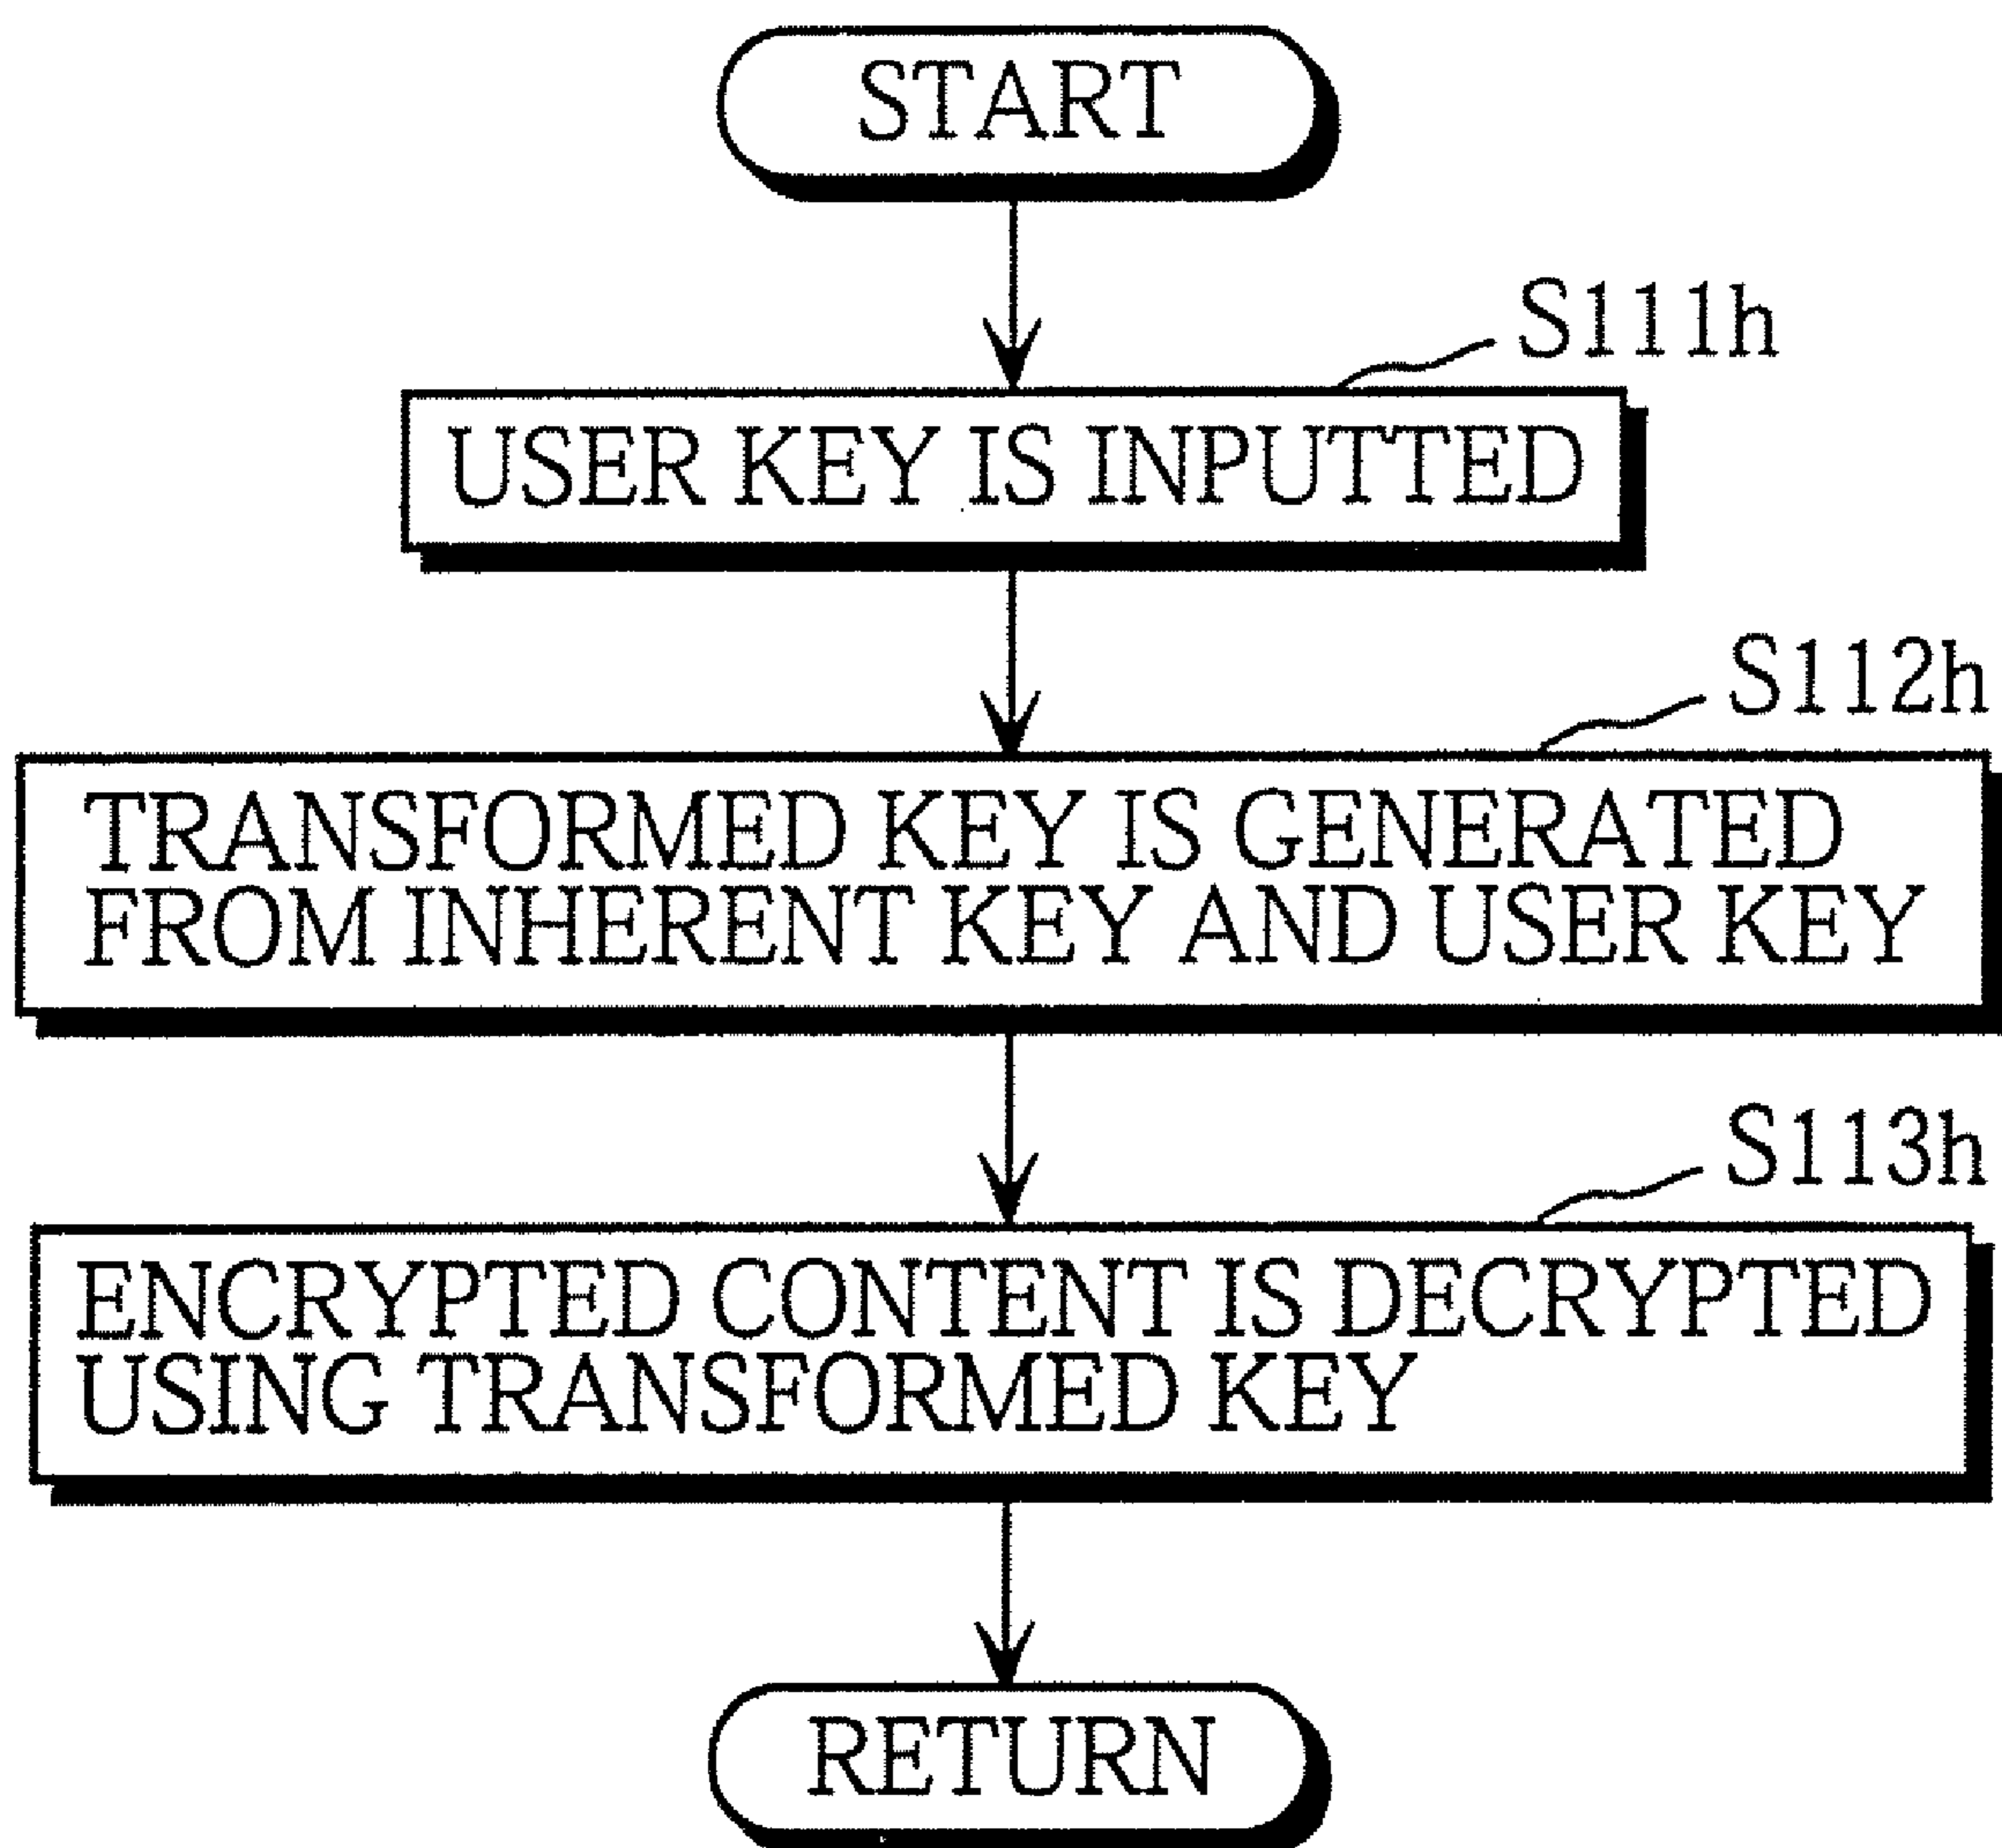 START
S111h
USER KEY IS INPUTTED
S112h
TRANSFORMED KEY IS GENERATED
FROM INHERENT KEY AND USER KEY
S113h
ENCRYPTED CONTENT IS DECRYPTED
USING TRANSFORMED KEY
RETURN